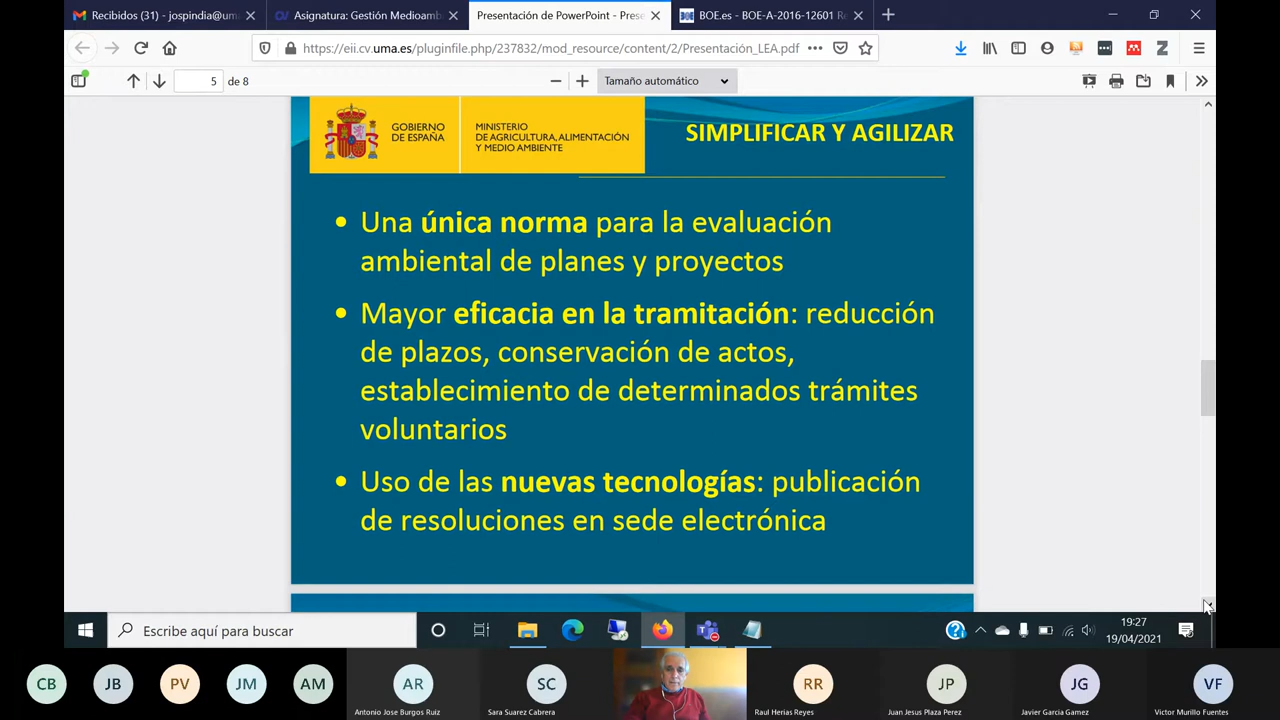 Recibidos (31) - jospindia@um
Asignatura: Gestión Medioamb
Presentación de PowerPoint - Prese
BOE.es - BOE-A-2016-12601 R
https://eii.cv.uma.es/pluginfile.php/237832/mod_resource/content/2/Presentación_LEA.pdf
5 de 8
Tamaño automático
GOBIERNO
DE ESPAÑA
MINISTERIO
DE AGRICULTURA, ALIMENTACIÓN
Y MEDIO AMBIENTE
SIMPLIFICAR Y AGILIZAR
• Una única norma para la evaluación
ambiental de planes y proyectos
• Mayor eficacia en la tramitación: reducción
de plazos, conservación de actos,
establecimiento de determinados trámites
voluntarios
• Uso de las nuevas tecnologías: publicación
de resoluciones en sede electrónica
Escribe aquí para buscar
19:27
19/04/2021
CB JB PV JM AM AR SC RR JP JG VF
Antonio Jose Burgos Ruiz
Sara Suarez Cabrera
Raul Herias Reyes
Juan Jesus Plaza Perez
Javier Garcia Gamez
Victor Murillo Fuentes